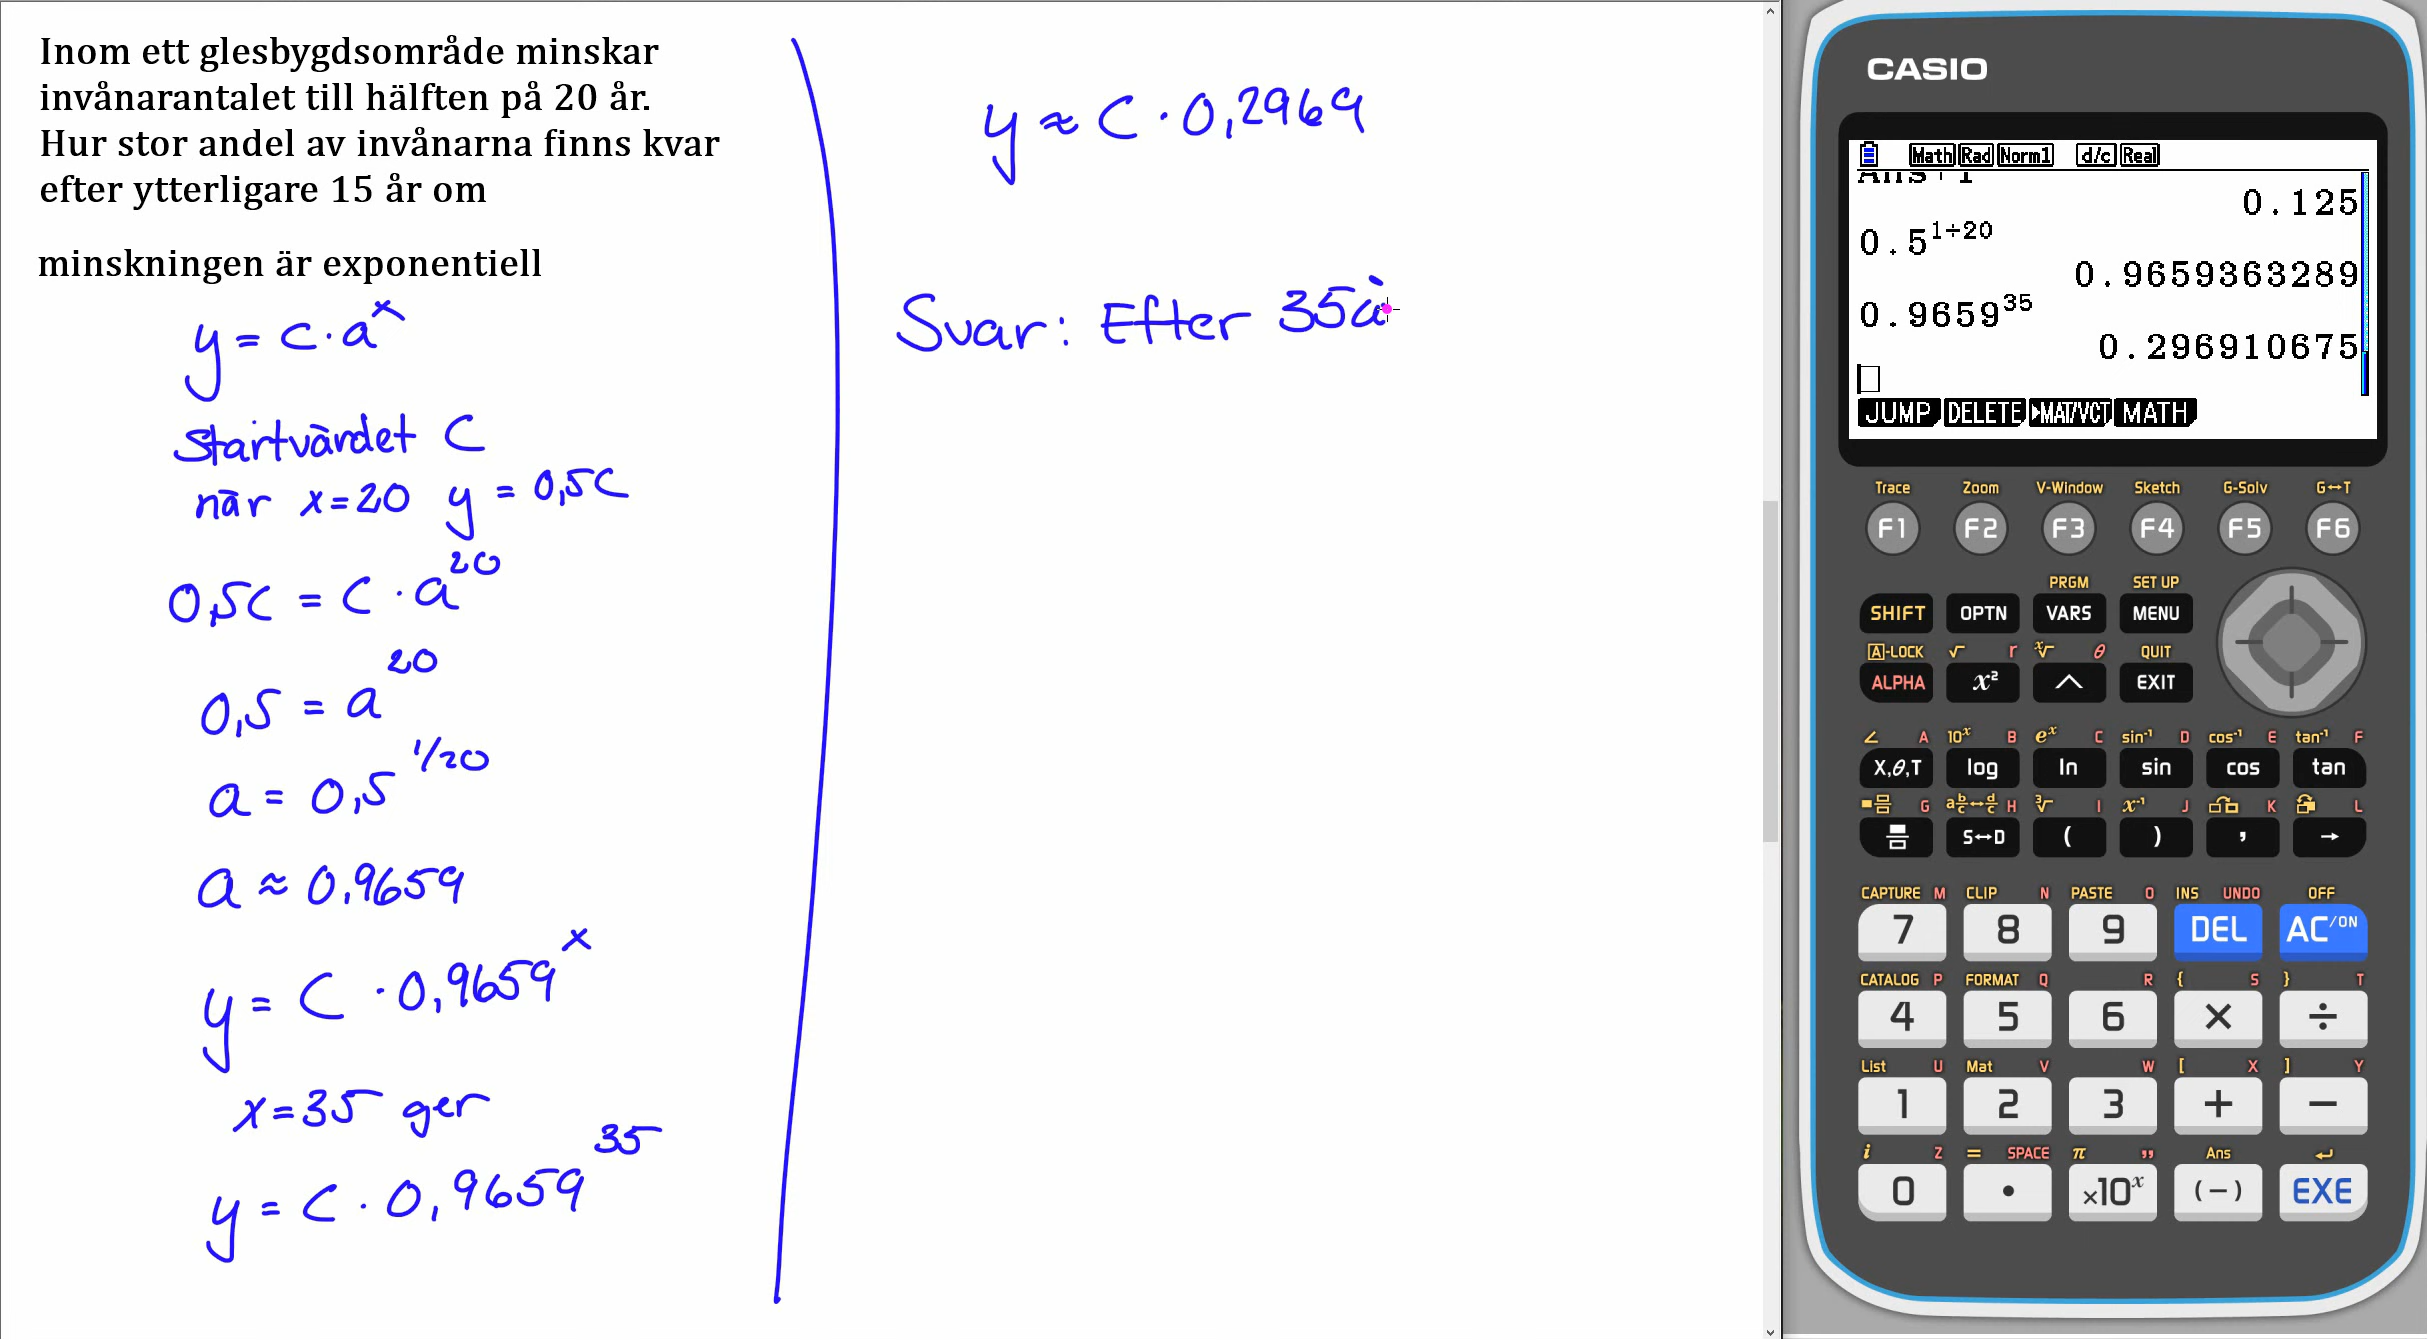 Inom ett glesbygdsområde minskar
invånarantalet till hälften på 20 år.
Hur stor andel av invånarna finns kvar
efter ytterligare 15 år om
minskningen är exponentiell
y = C · a^x
Startvärdet C
när x = 20 y = 0,5C
0,5C = C · a^20
0,5 = a^20
a = 0,5^1/20
a ≈ 0,9659
y = C · 0,9659^x
x = 35 ger
y = C · 0,9659^35
y ≈ C · 0,2969
Svar: Efter 35å
CASIO
Math Rad Norm1 d/c Real
0.125
0.5^1÷20
0.9659363289
0.9659^35
0.296910675
JUMP DELETE ►MAT/VCT MATH
Trace Zoom V-Window Sketch G-Solv G↔T
F1 F2 F3 F4 F5 F6
PRGM SET UP
SHIFT OPTN VARS MENU
A-LOCK √ r ˣ√ θ QUIT
ALPHA x² ^ EXIT
∠ A 10ˣ B eˣ C sin⁻¹ D cos⁻¹ E tan⁻¹ F
X,θ,T log ln sin cos tan
G a b/c↔d/c H ³√ I x⁻¹ J K L
S↔D ( ) , →
CAPTURE M CLIP N PASTE O INS UNDO OFF
7 8 9 DEL AC/ON
CATALOG P FORMAT Q R { S } T
4 5 6 × ÷
List U Mat V W [ X ] Y
1 2 3 + −
i Z = SPACE π " Ans ↵
0 • ×10ˣ (−) EXE